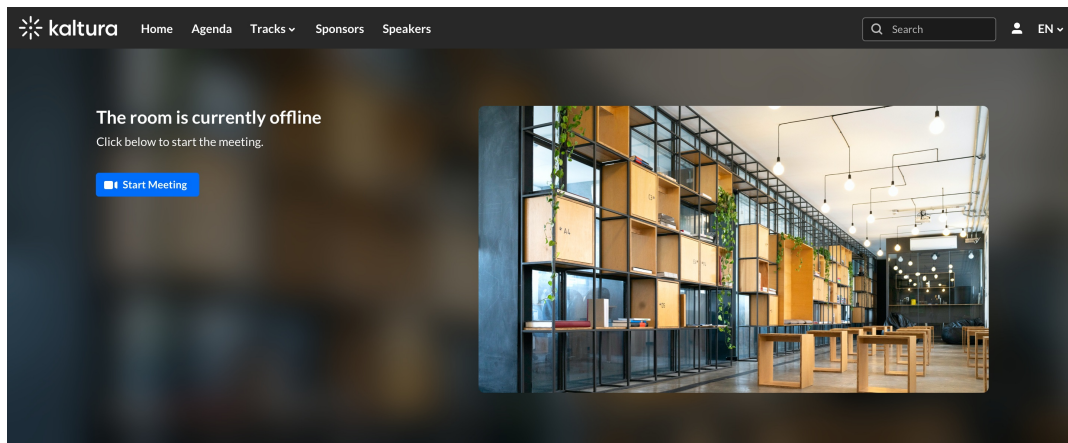 kaltura Home Agenda Tracks Sponsors Speakers Search EN
The room is currently offline
Click below to start the meeting.
Start Meeting